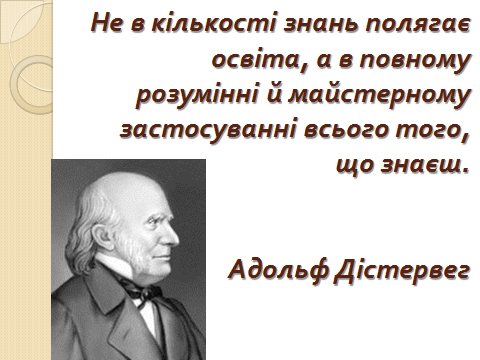 Не в кількості знань полягає
освіта, а в повному
розумінні й майстерному
застосуванні всього того,
що знаєш.
Адольф Дістервег